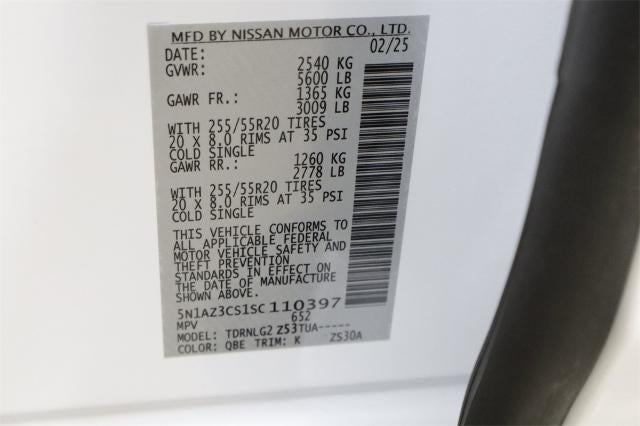 MFD BY NISSAN MOTOR CO., LTD.
DATE: 02/25
GVWR: 2540 KG
5600 LB
GAWR FR.: 1365 KG
3009 LB
WITH 255/55R20 TIRES
20 X 8.0 RIMS AT 35 PSI
COLD SINGLE
GAWR RR.: 1260 KG
2778 LB
WITH 255/55R20 TIRES
20 X 8.0 RIMS AT 35 PSI
COLD SINGLE
THIS VEHICLE CONFORMS TO
ALL APPLICABLE FEDERAL
MOTOR VEHICLE SAFETY AND
THEFT PREVENTION
STANDARDS IN EFFECT ON
THE DATE OF MANUFACTURE
SHOWN ABOVE.
5N1AZ3CS1SC110397
MPV 652
MODEL: TDRNLG2 Z53TUA-----
COLOR: QBE TRIM: K ZS30A